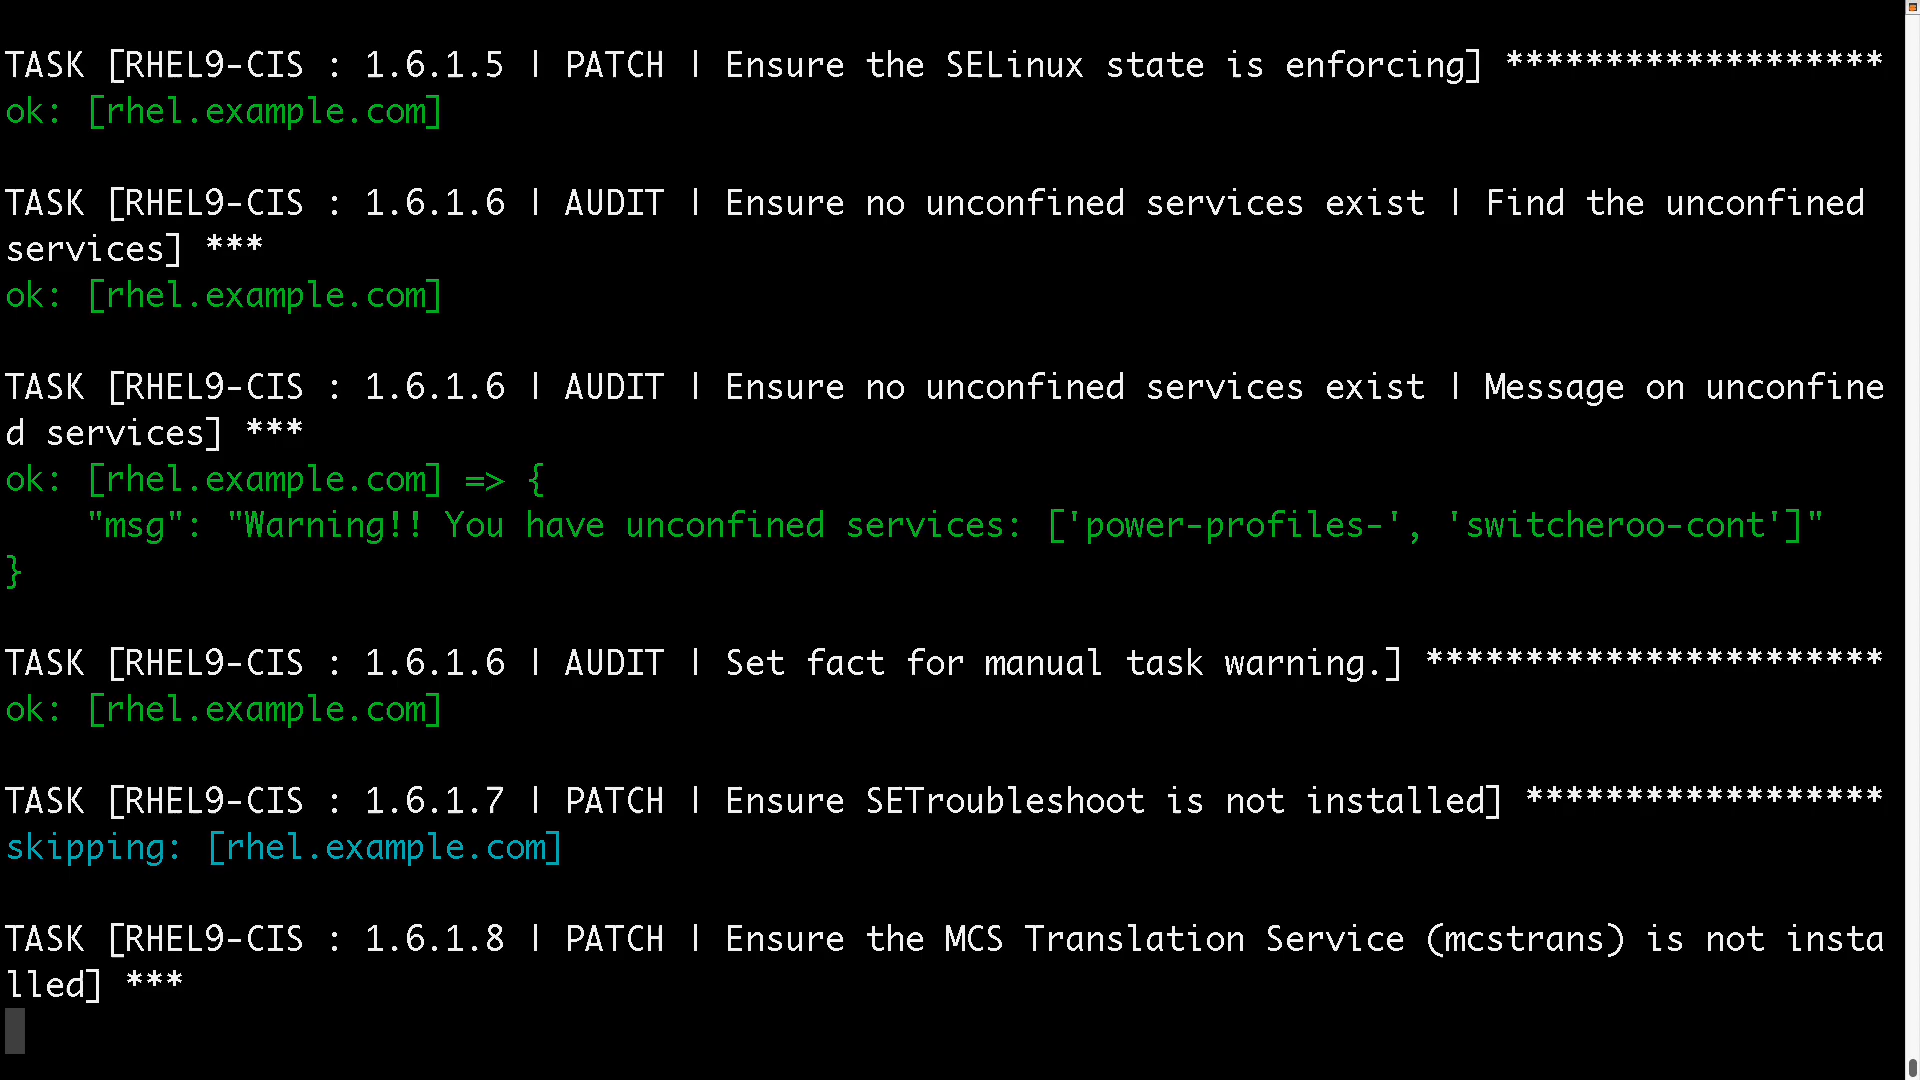 TASK [RHEL9-CIS : 1.6.1.5 | PATCH | Ensure the SELinux state is enforcing] *******************
ok: [rhel.example.com]
TASK [RHEL9-CIS : 1.6.1.6 | AUDIT | Ensure no unconfined services exist | Find the unconfined
services] ***
ok: [rhel.example.com]
TASK [RHEL9-CIS : 1.6.1.6 | AUDIT | Ensure no unconfined services exist | Message on unconfine
d services] ***
ok: [rhel.example.com] => {
    "msg": "Warning!! You have unconfined services: ['power-profiles-', 'switcheroo-cont']"
}
TASK [RHEL9-CIS : 1.6.1.6 | AUDIT | Set fact for manual task warning.] ***********************
ok: [rhel.example.com]
TASK [RHEL9-CIS : 1.6.1.7 | PATCH | Ensure SETroubleshoot is not installed] ******************
skipping: [rhel.example.com]
TASK [RHEL9-CIS : 1.6.1.8 | PATCH | Ensure the MCS Translation Service (mcstrans) is not insta
lled] ***